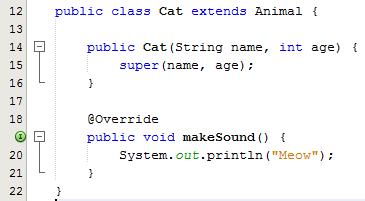 12 public class Cat extends Animal {
13
14     public Cat(String name, int age) {
15         super(name, age);
16     }
17
18     @Override
       public void makeSound() {
20         System.out.println("Meow");
21     }
22 }